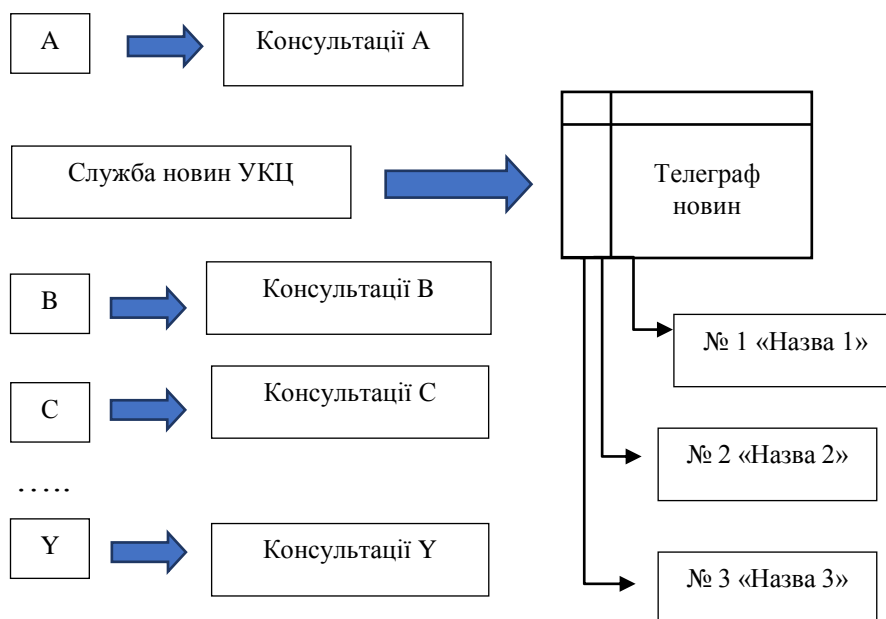 А
Консультації А
Служба новин УКЦ
Телеграф
новин
В
Консультації В
№ 1 «Назва 1»
С
Консультації С
№ 2 «Назва 2»
…..
Y
Консультації Y
№ 3 «Назва 3»